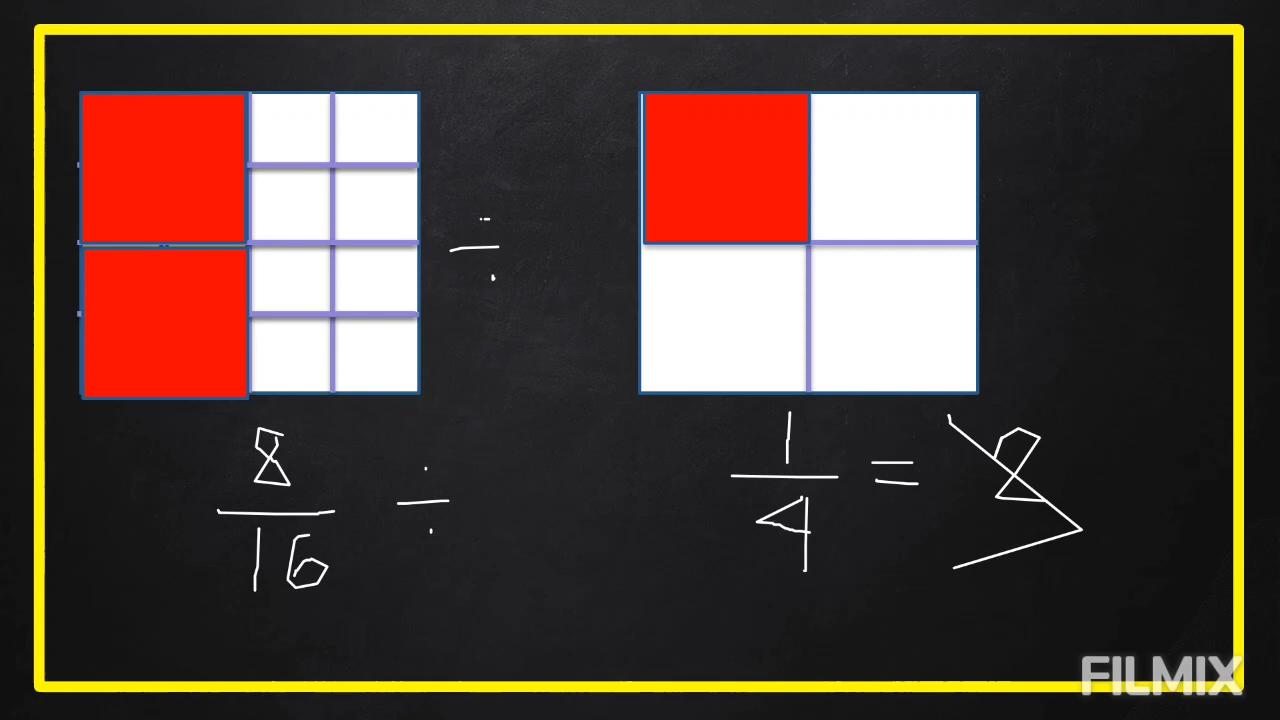 ÷
8/16 ÷ 1/4 = 8
FILMIX